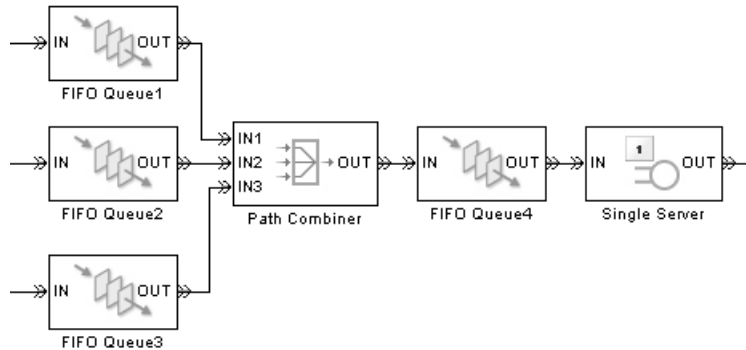 IN OUT
FIFO Queue1
IN OUT
FIFO Queue2
IN OUT
FIFO Queue3
IN1
IN2 OUT
IN3
Path Combiner
IN OUT
FIFO Queue4
1
IN OUT
Single Server